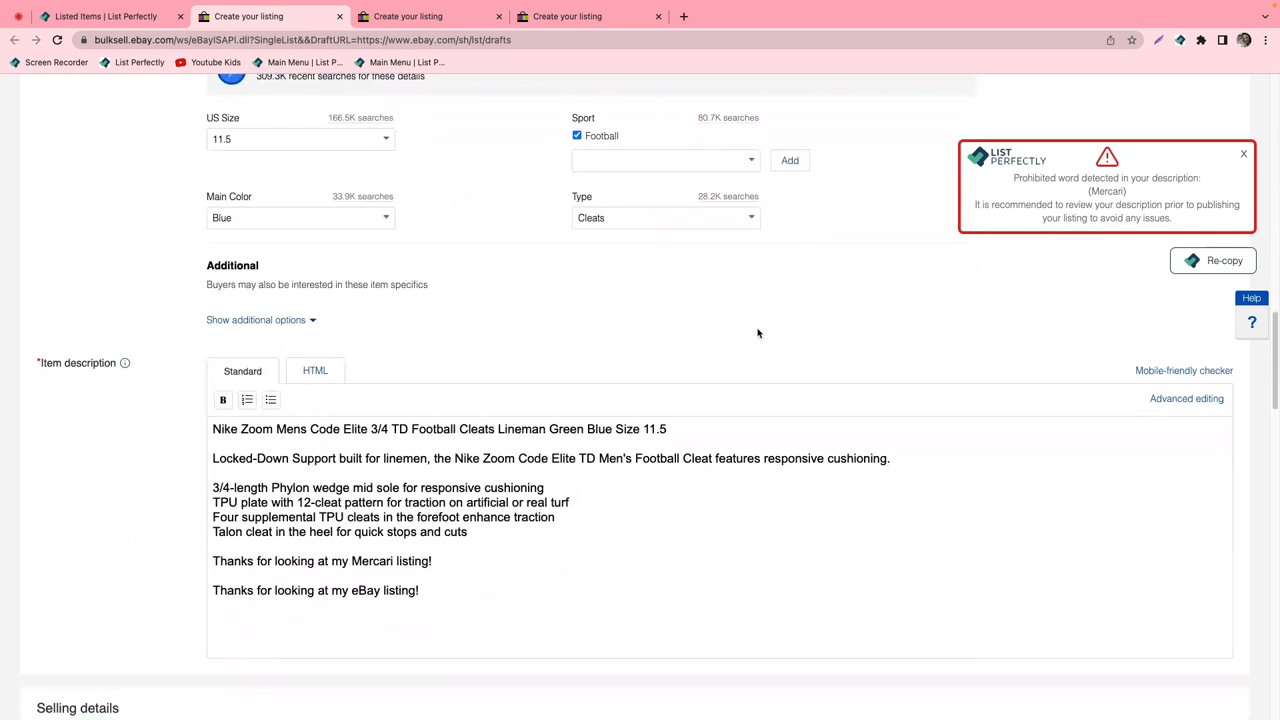 Listed Items | List Perfectly
Create your listing
Create your listing
Create your listing
bulksell.ebay.com/ws/eBayISAPI.dll?SingleList&&DraftURL=https://www.ebay.com/sh/lst/drafts
Screen Recorder
List Perfectly
Youtube Kids
Main Menu | List P...
Main Menu | List P...
309.3K recent searches for these details
US Size
166.5K searches
Sport
80.7K searches
11.5
Football
Add
Main Color
33.9K searches
Type
28.2K searches
Blue
Cleats
LIST
PERFECTLY
X
Prohibited word detected in your description:
(Mercari)
It is recommended to review your description prior to publishing
your listing to avoid any issues.
Re-copy
Help
?
Additional
Buyers may also be interested in these item specifics
Show additional options
*Item description
Standard
HTML
Mobile-friendly checker
B
Advanced editing
Nike Zoom Mens Code Elite 3/4 TD Football Cleats Lineman Green Blue Size 11.5
Locked-Down Support built for linemen, the Nike Zoom Code Elite TD Men's Football Cleat features responsive cushioning.
3/4-length Phylon wedge mid sole for responsive cushioning
TPU plate with 12-cleat pattern for traction on artificial or real turf
Four supplemental TPU cleats in the forefoot enhance traction
Talon cleat in the heel for quick stops and cuts
Thanks for looking at my Mercari listing!
Thanks for looking at my eBay listing!
Selling details